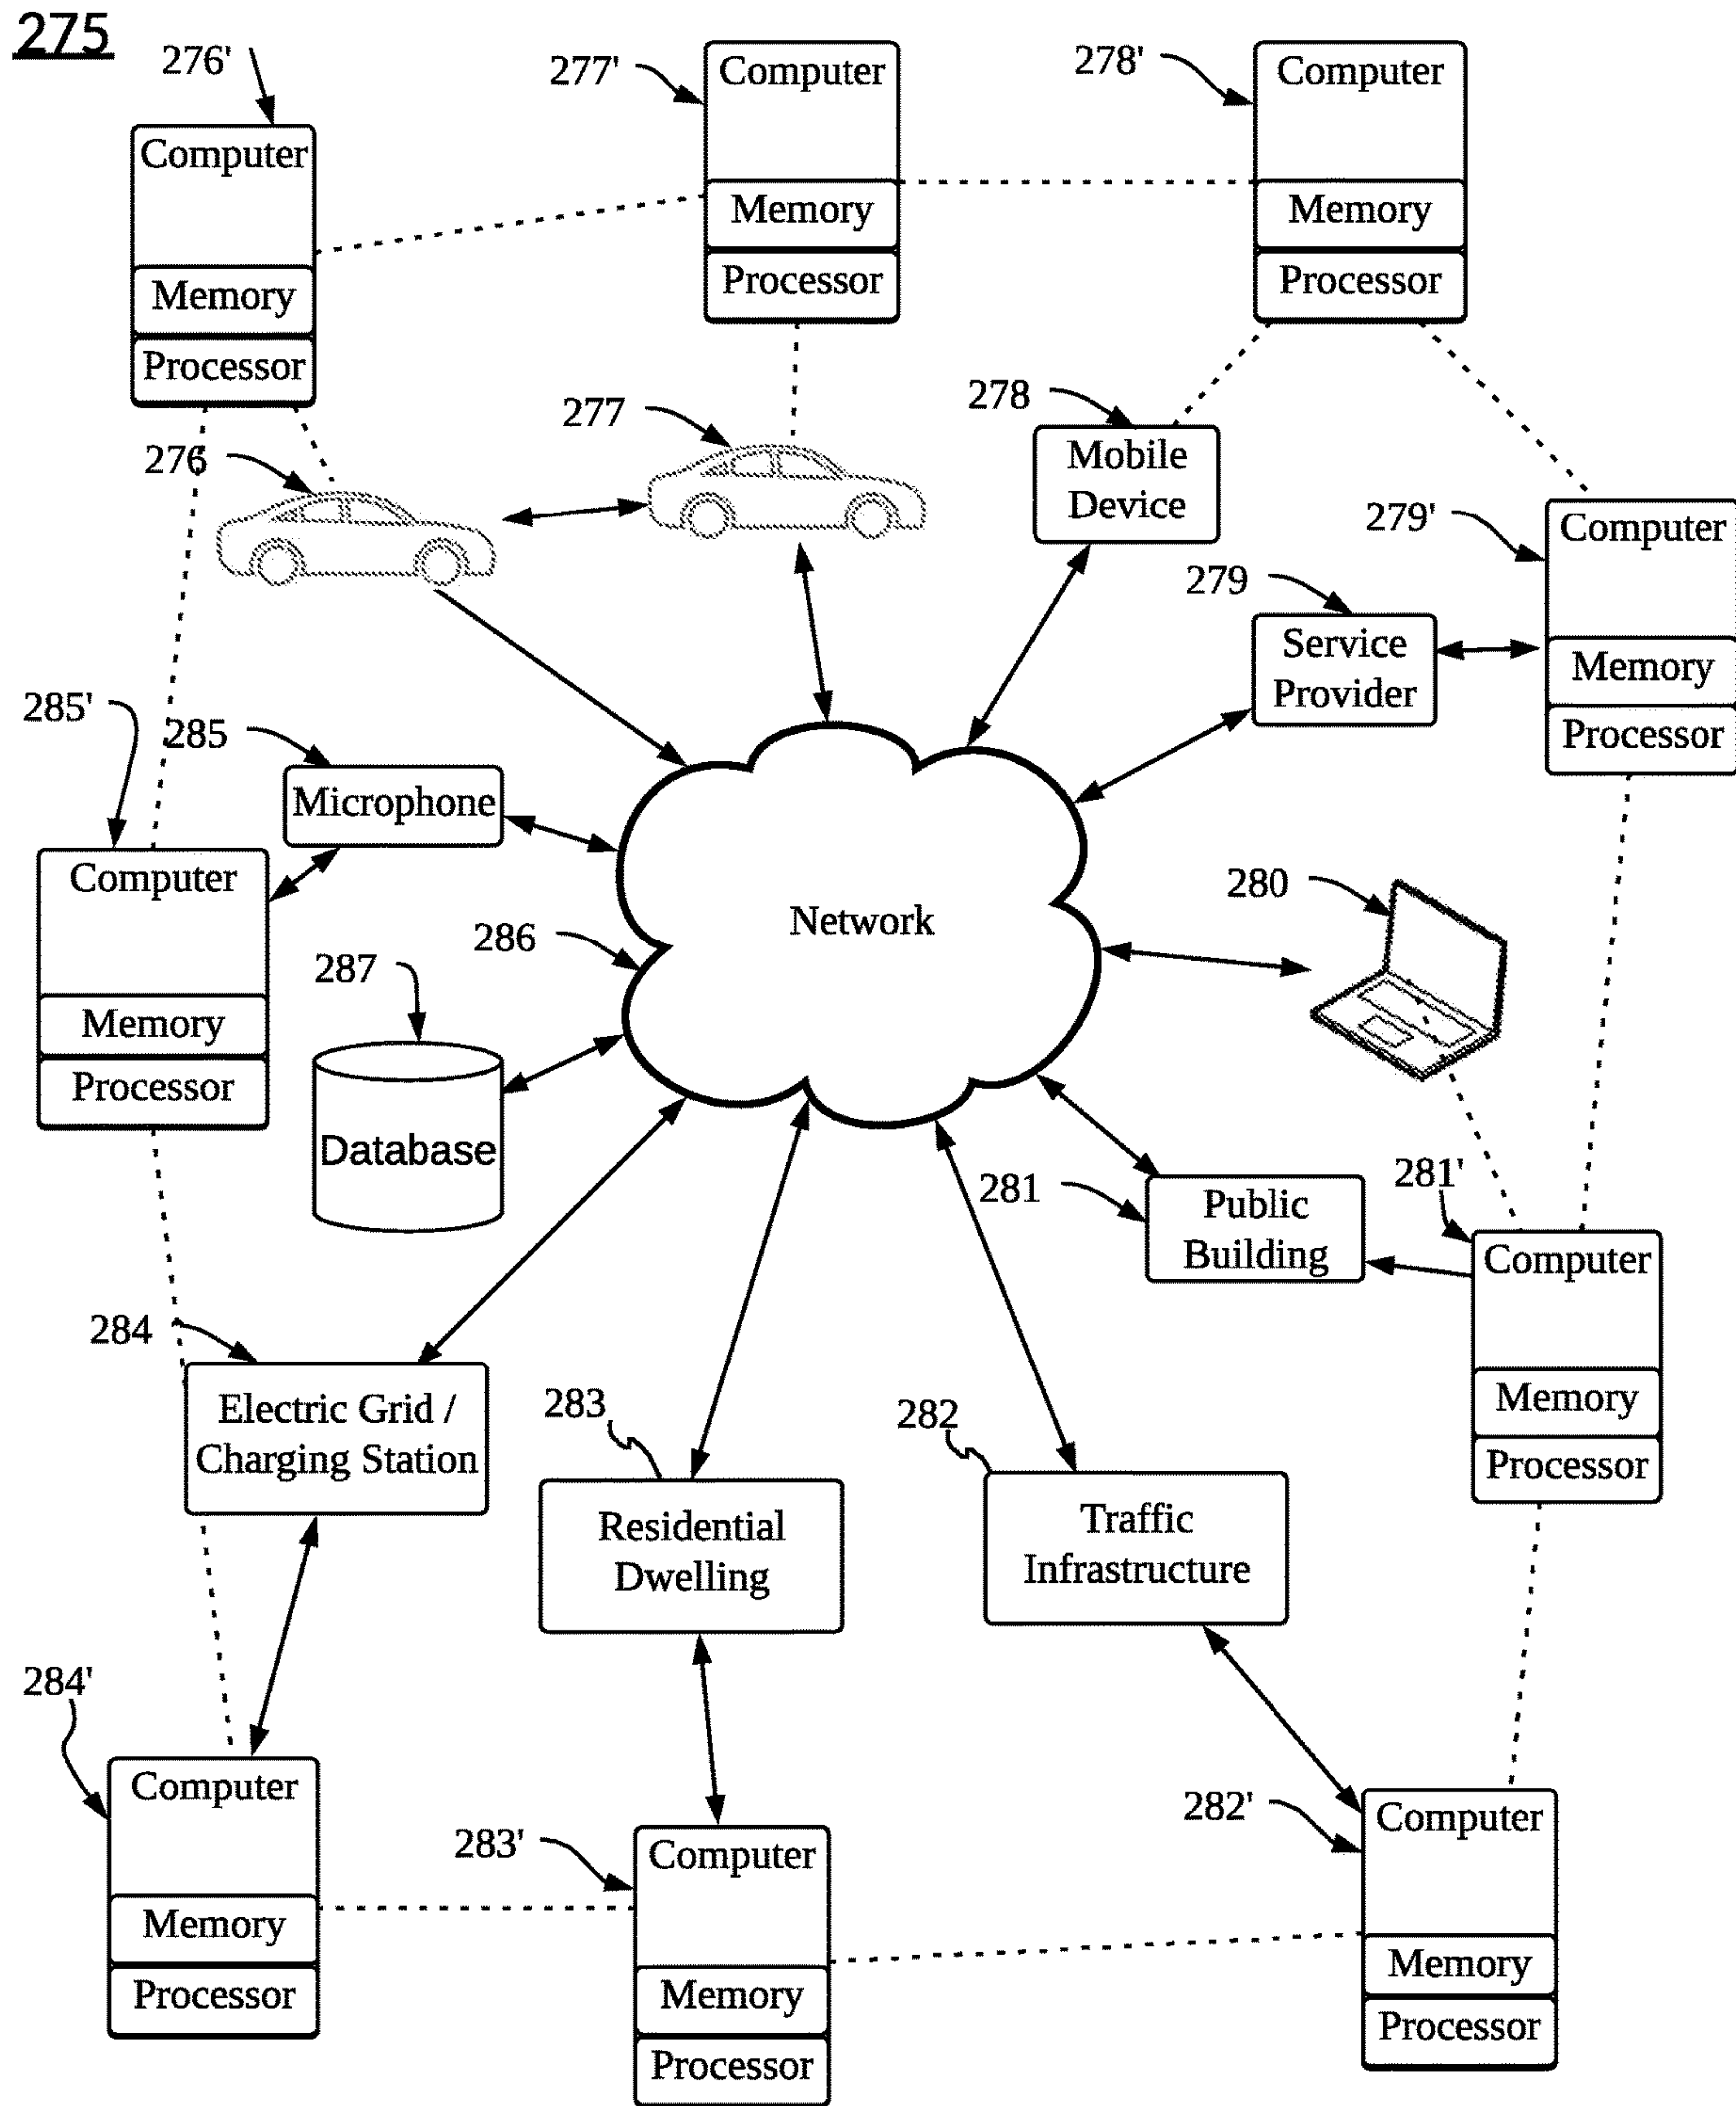 275
276'
277'
278'
Computer
Memory
Processor
Computer
Memory
Processor
Computer
Memory
Processor
276
277
278
Mobile
Device
279'
279
Service
Provider
Computer
Memory
Processor
285'
285
Microphone
Computer
Memory
Processor
286
Network
280
287
Database
281
Public
Building
281'
Computer
Memory
Processor
284
Electric Grid /
Charging Station
283
Residential
Dwelling
282
Traffic
Infrastructure
284'
Computer
Memory
Processor
283'
Computer
Memory
Processor
282'
Computer
Memory
Processor